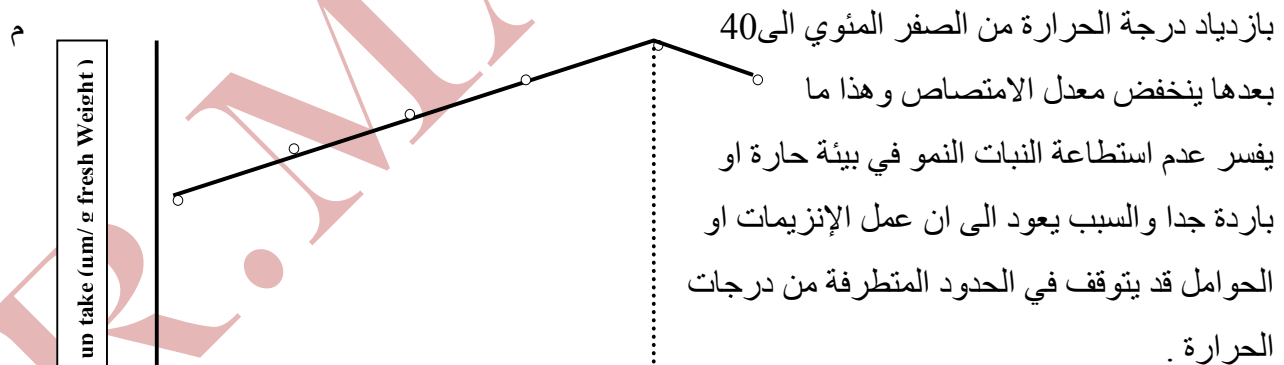 بازدياد درجة الحرارة من الصفر المئوي الى40
م
بعدها ينخفض معدل الامتصاص وهذا ما
يفسر عدم استطاعة النبات النمو في بيئة حارة او
باردة جدا والسبب يعود الى ان عمل الإنزيمات او
الحوامل قد يتوقف في الحدود المتطرفة من درجات
الحرارة .
up take (um/ g fresh Weight )
R.M